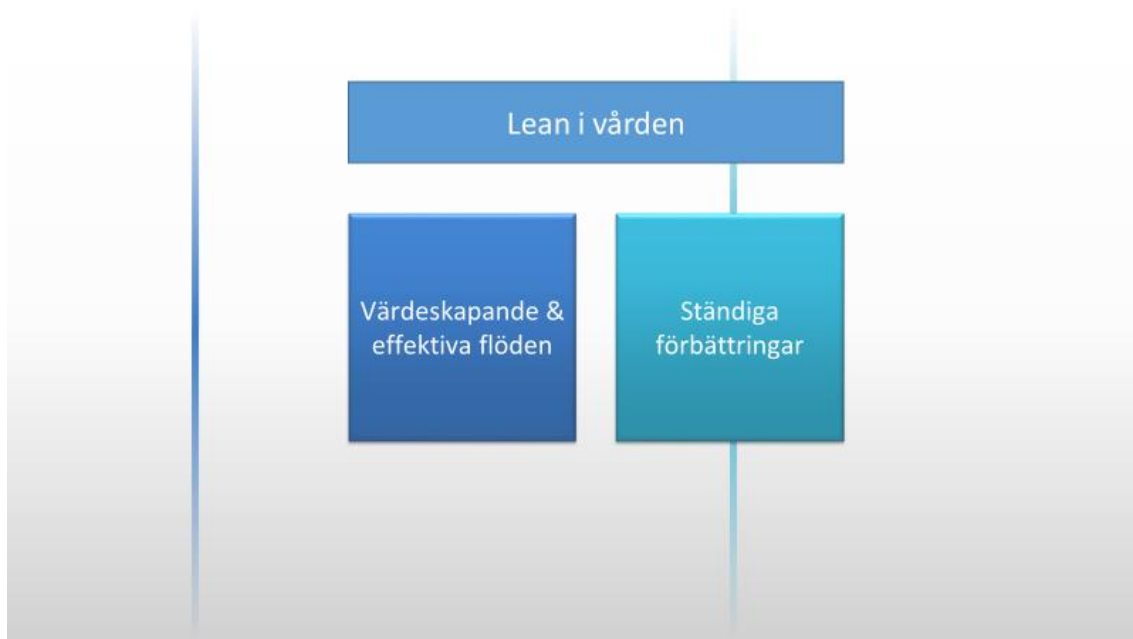 Lean i vården
Värdeskapande &
effektiva flöden
Ständiga
förbättringar